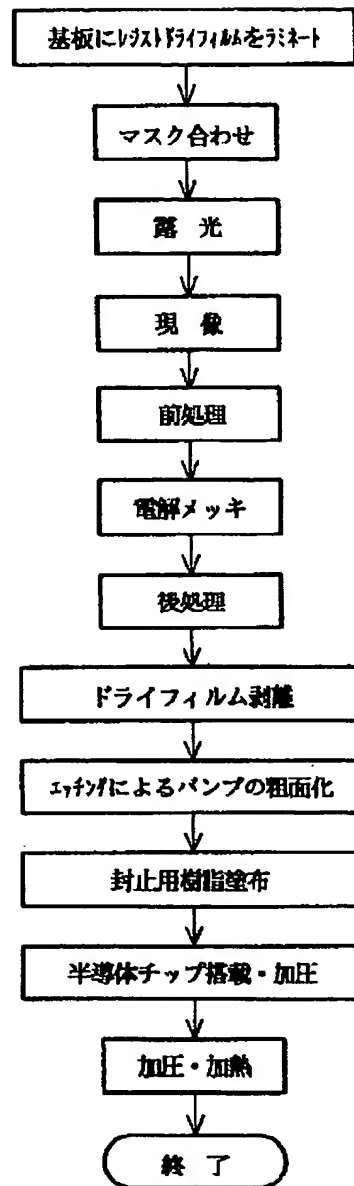 基板にﾚｼﾞｽﾄﾄﾞﾗｲﾌｨﾙﾑをﾗﾐﾈｰﾄ
マスク合わせ
露 光
現 像
前処理
電解メッキ
後処理
ドライフィルム剥離
ｴｯﾁﾝｸﾞによるバンプの粗面化
封止用樹脂塗布
半導体チップ搭載・加圧
加圧・加熱
終 了